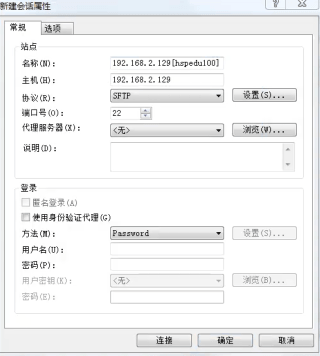 新建会话属性
常规 选项
站点
名称(N): 192.168.2.129[hspedu100]
主机(H): 192.168.2.129
协议(R): SFTP 设置(S)...
端口号(O): 22
代理服务器(X): <无> 浏览(W)...
说明(D):
登录
匿名登录(A)
使用身份验证代理(G)
方法(M): Password 设置(S)...
用户名(U):
密码(P):
用户密钥(K): <无> 浏览(B)...
密码(E):
连接 确定 取消